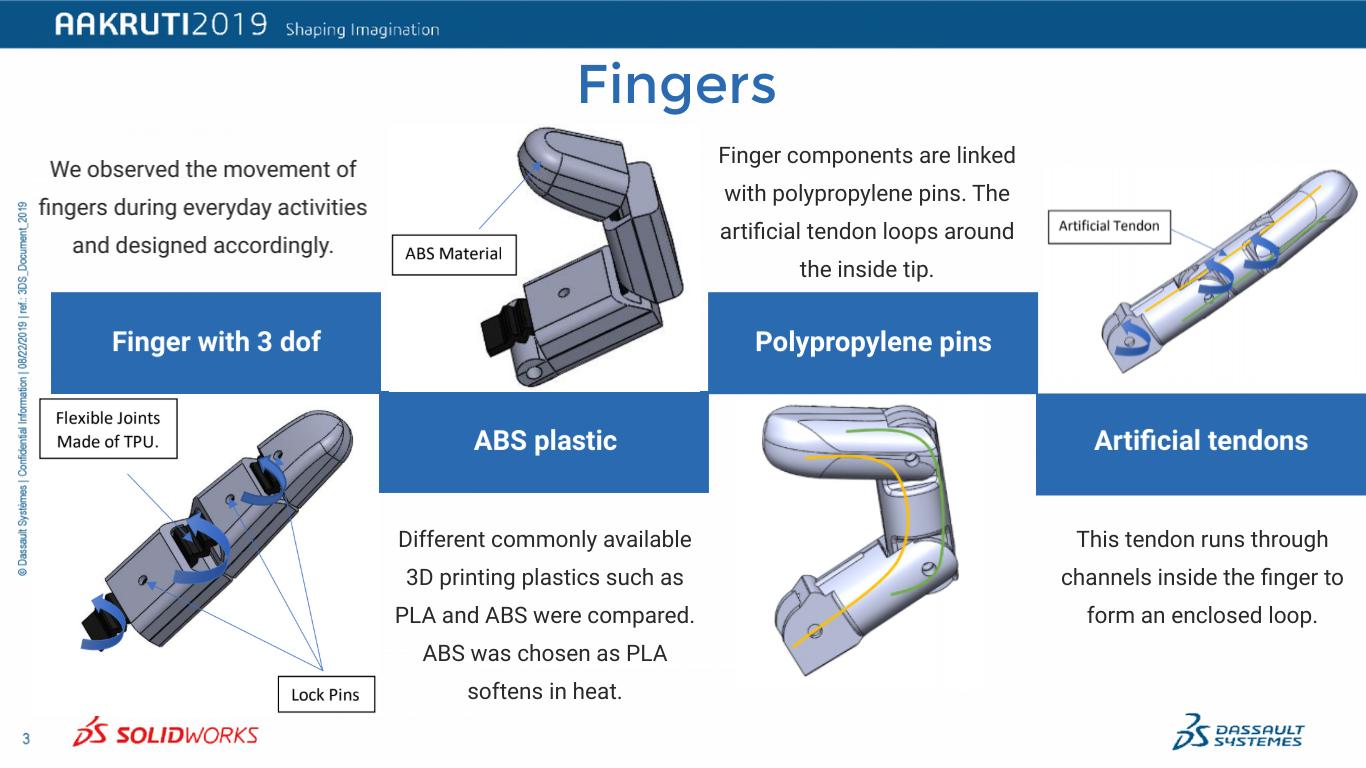 AAKRUTI2019 Shaping Imagination
Fingers
We observed the movement of
fingers during everyday activities
and designed accordingly.
Finger with 3 dof
Flexible Joints
Made of TPU.
Lock Pins
ABS Material
ABS plastic
Different commonly available
3D printing plastics such as
PLA and ABS were compared.
ABS was chosen as PLA
softens in heat.
Finger components are linked
with polypropylene pins. The
artificial tendon loops around
the inside tip.
Polypropylene pins
Artificial Tendon
Artificial tendons
This tendon runs through
channels inside the finger to
form an enclosed loop.
© Dassault Systèmes | Confidential Information | 08/22/2019 | ref.: 3DS_Document_2019
3
SOLIDWORKS
DASSAULT
SYSTEMES